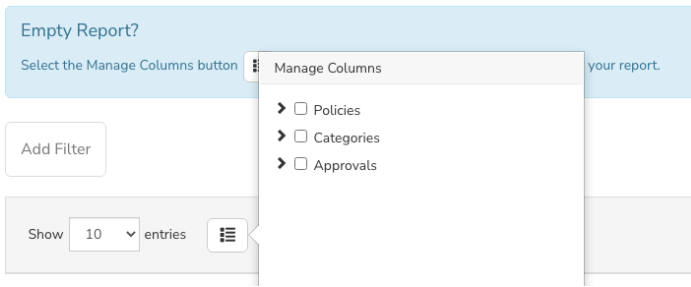 Empty Report?
Select the Manage Columns button your report.
Manage Columns
Policies
Categories
Approvals
Add Filter
Show 10 entries